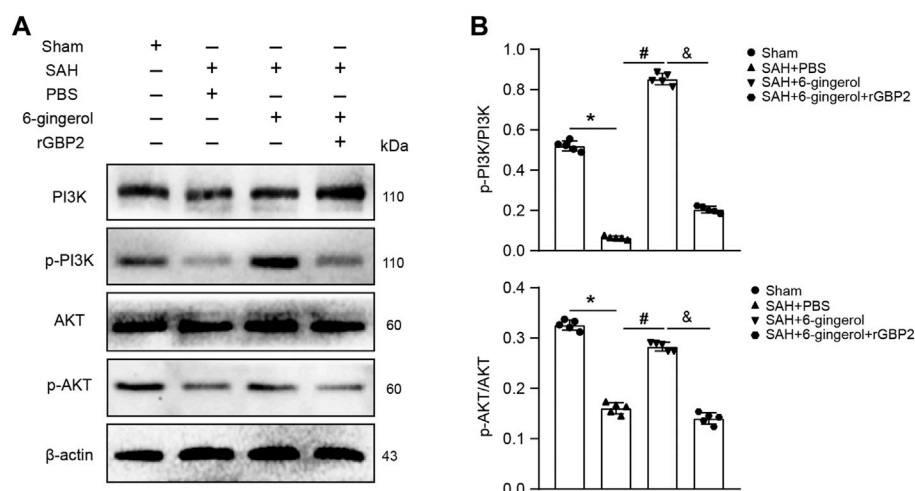 A
Sham + – – –
SAH – + + +
PBS – + – –
6-gingerol – – + +
rGBP2 – – – +
kDa
PI3K 110
p-PI3K 110
AKT 60
p-AKT 60
β-actin 43
B
p-PI3K/PI3K
1.0
0.8
0.6
0.4
0.2
0.0
*
#
&
Sham
SAH+PBS
SAH+6-gingerol
SAH+6-gingerol+rGBP2
p-AKT/AKT
0.4
0.3
0.2
0.1
0.0
*
#
&
Sham
SAH+PBS
SAH+6-gingerol
SAH+6-gingerol+rGBP2